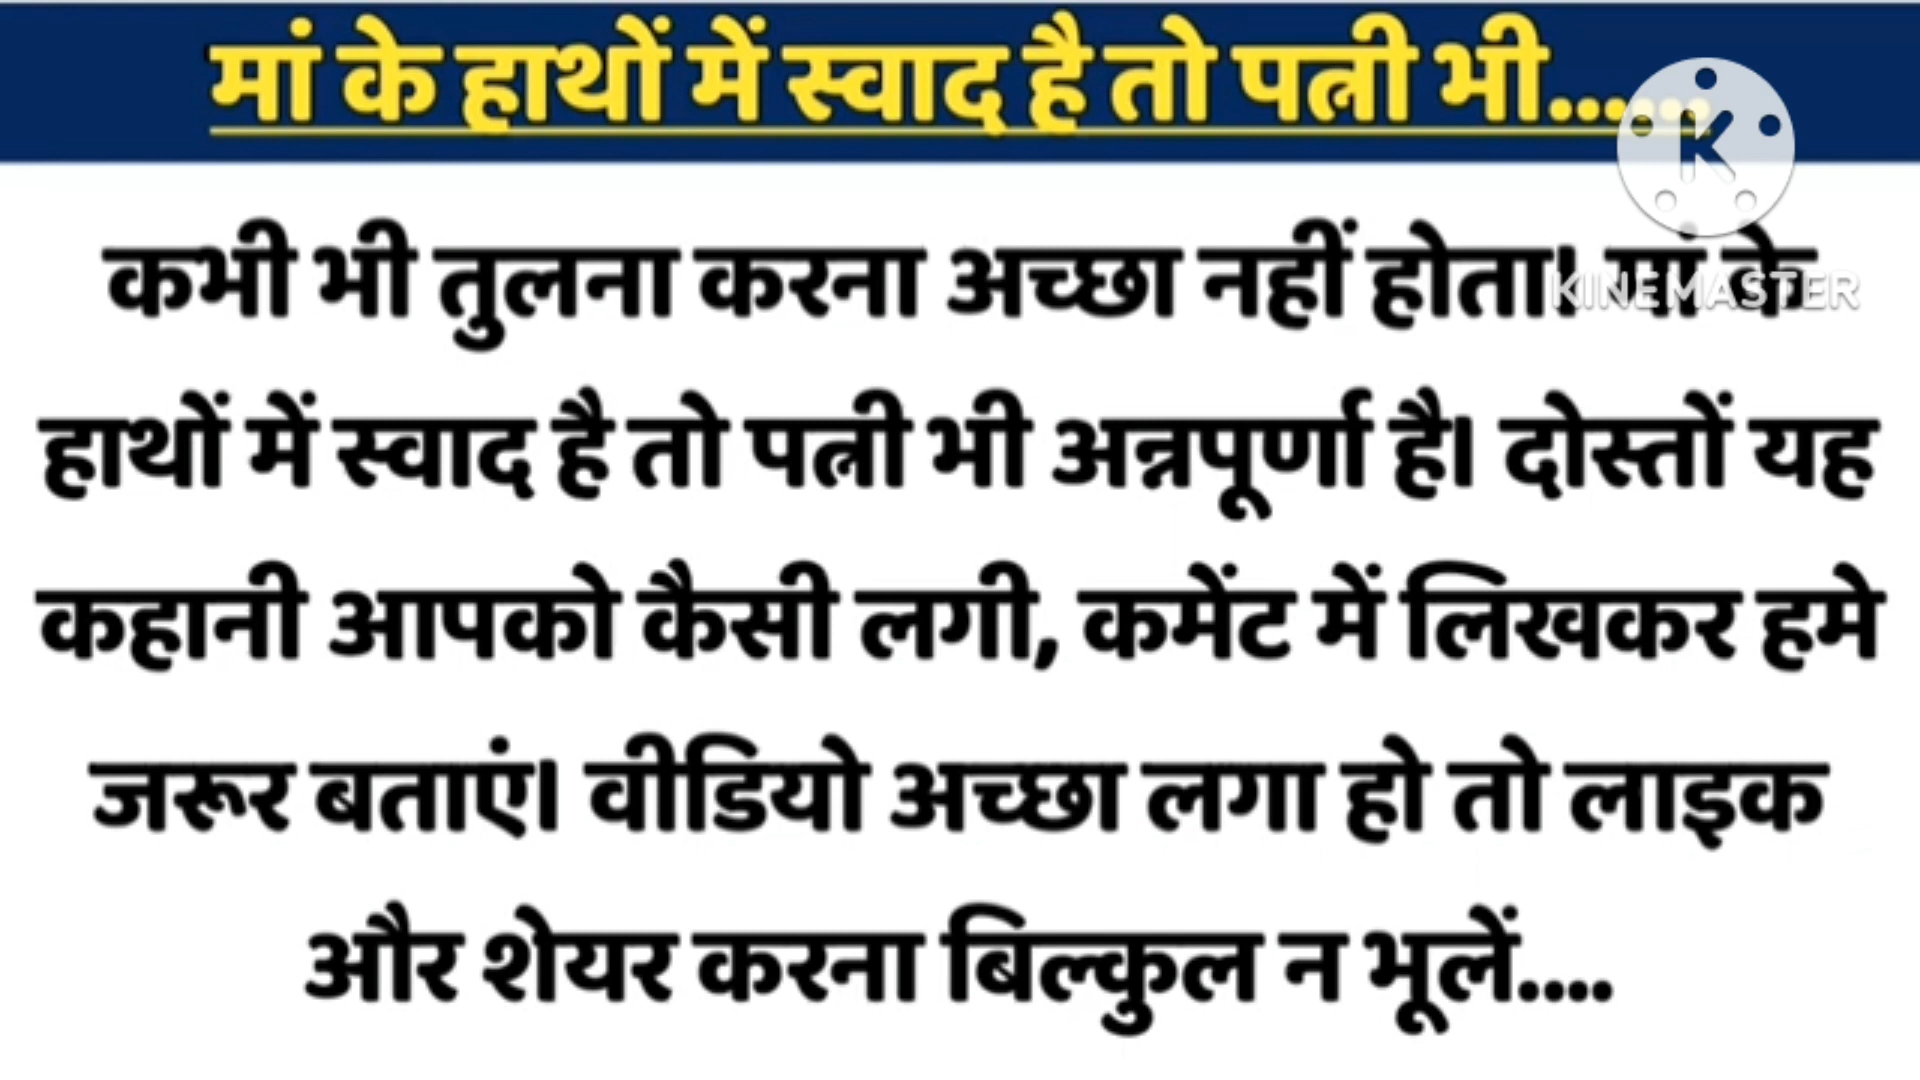 मां के हाथों में स्वाद है तो पत्नी भी......
कभी भी तुलना करना अच्छा नहीं होता। मां के
हाथों में स्वाद है तो पत्नी भी अन्नपूर्णा है। दोस्तों यह
कहानी आपको कैसी लगी, कमेंट में लिखकर हमे
जरूर बताएं। वीडियो अच्छा लगा हो तो लाइक
और शेयर करना बिल्कुल न भूलें....
K
KINEMASTER